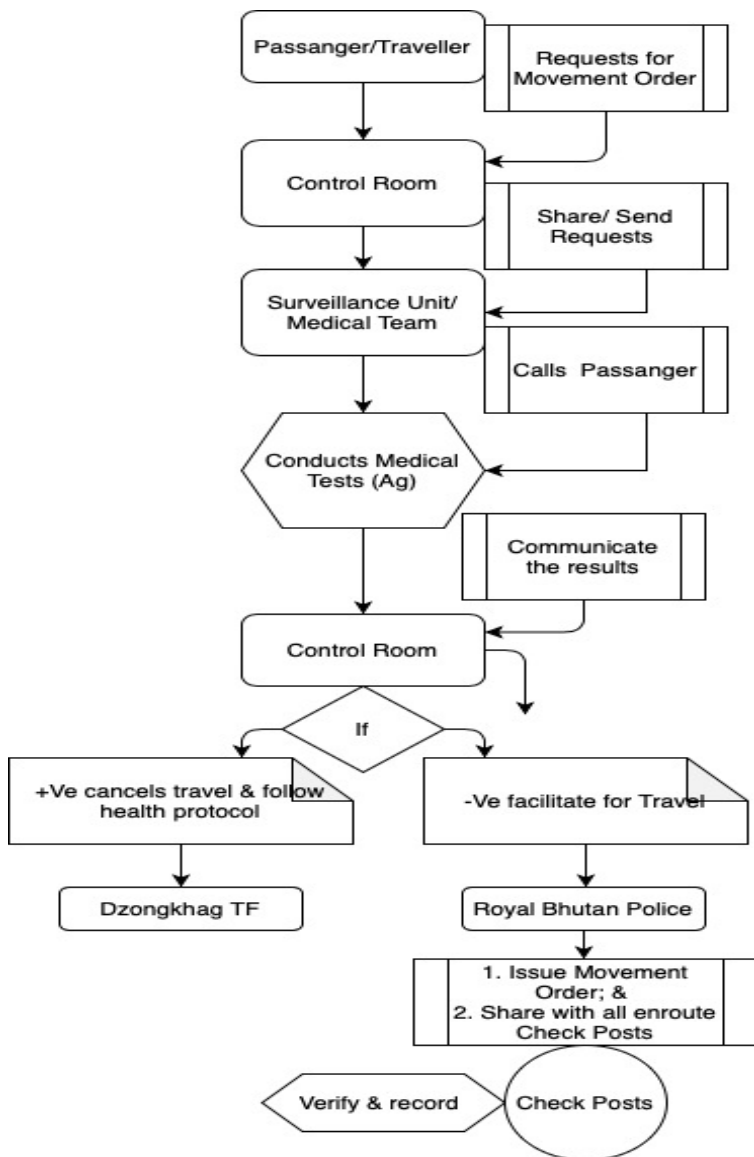 Passanger/Traveller
Requests for
Movement Order
Control Room
Share/ Send
Requests
Surveillance Unit/
Medical Team
Calls Passanger
Conducts Medical
Tests (Ag)
Communicate
the results
Control Room
If
+Ve cancels travel & follow
health protocol
-Ve facilitate for Travel
Dzongkhag TF
Royal Bhutan Police
1. Issue Movement
Order; &
2. Share with all enroute
Check Posts
Verify & record
Check Posts